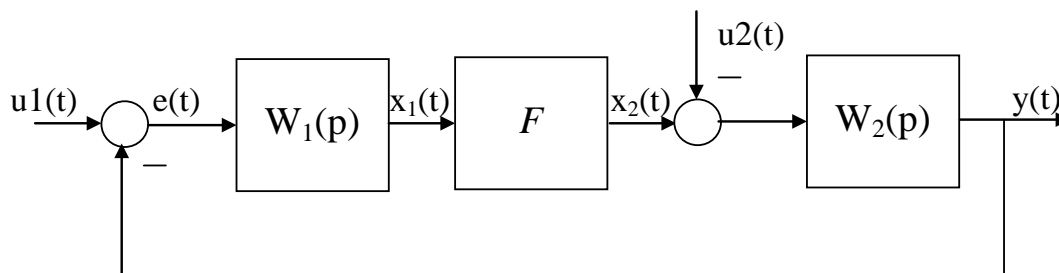 u2(t)
–
u1(t)
e(t)
W₁(p)
x₁(t)
F
x₂(t)
W₂(p)
y(t)
–